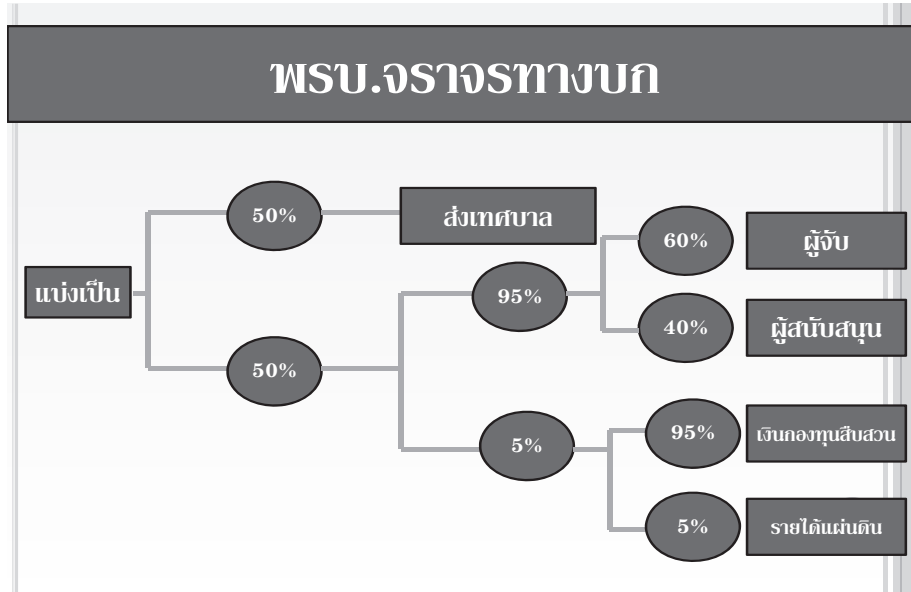 พรบ.จราจรทางบก
50%
ส่งเทศบาล
60%
ผู้จับ
แบ่งเป็น
95%
40%
ผู้สนับสนุน
50%
95%
เงินกองทุนสืบสวน
5%
5%
รายได้แผ่นดิน